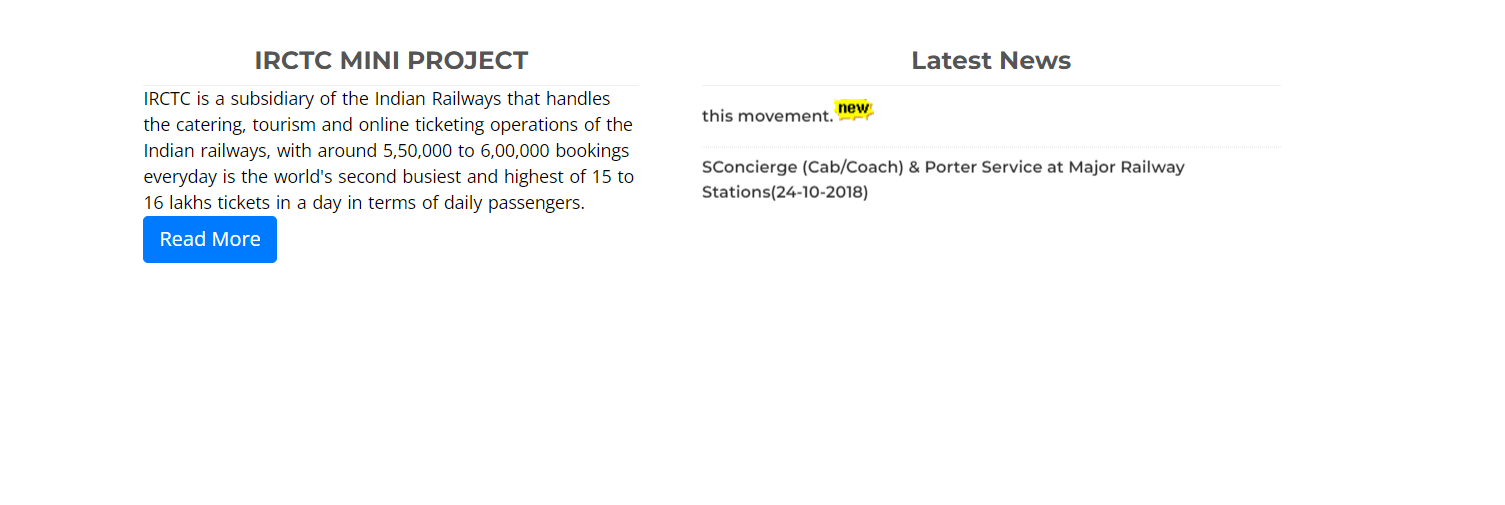 IRCTC MINI PROJECT
IRCTC is a subsidiary of the Indian Railways that handles
the catering, tourism and online ticketing operations of the
Indian railways, with around 5,50,000 to 6,00,000 bookings
everyday is the world's second busiest and highest of 15 to
16 lakhs tickets in a day in terms of daily passengers.
Read More
Latest News
this movement. new
SConcierge (Cab/Coach) & Porter Service at Major Railway
Stations(24-10-2018)